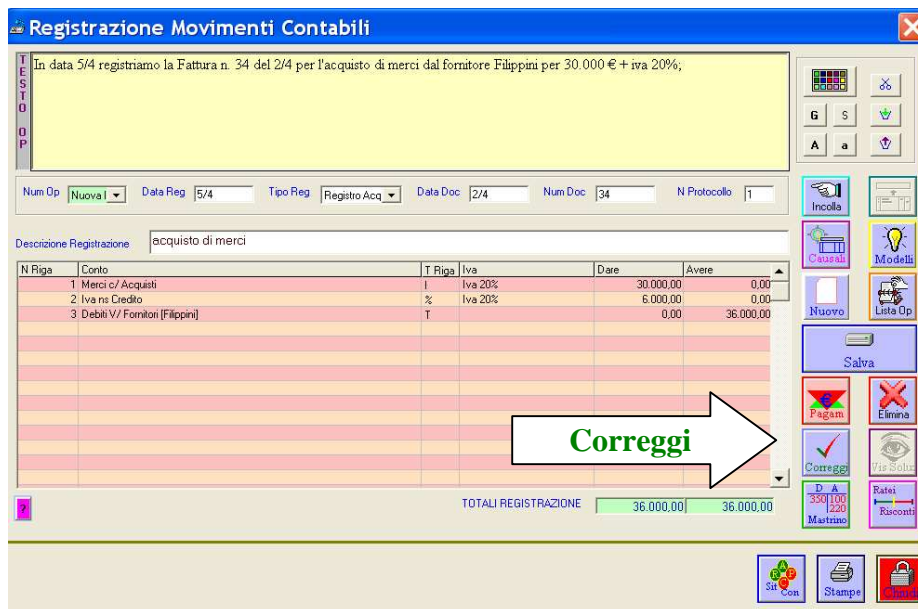 Registrazione Movimenti Contabili
TESTO OP
In data 5/4 registriamo la Fattura n. 34 del 2/4 per l'acquisto di merci dal fornitore Filippini per 30.000 € + iva 20%;
G S
A a
Num Op Nuova Data Reg 5/4 Tipo Reg Registro Acq Data Doc 2/4 Num Doc 34 N Protocollo 1
Incolla
Descrizione Registrazione acquisto di merci
Causali Modelli
N Riga Conto T Riga Iva Dare Avere
1 Merci c/ Acquisti I Iva 20% 30.000,00 0,00
2 Iva ns Credito % Iva 20% 6.000,00 0,00
3 Debiti V/ Fornitori [Filippini] T 0,00 36.000,00
Nuovo Lista Op
Salva
€
Pagam Elimina
Correggi
Correggi Vis Soluz
D A
350 100
220
Mastrino
Ratei
Risconti
?
TOTALI REGISTRAZIONE 36.000,00 36.000,00
Sit Con
Stampe
Chiudi